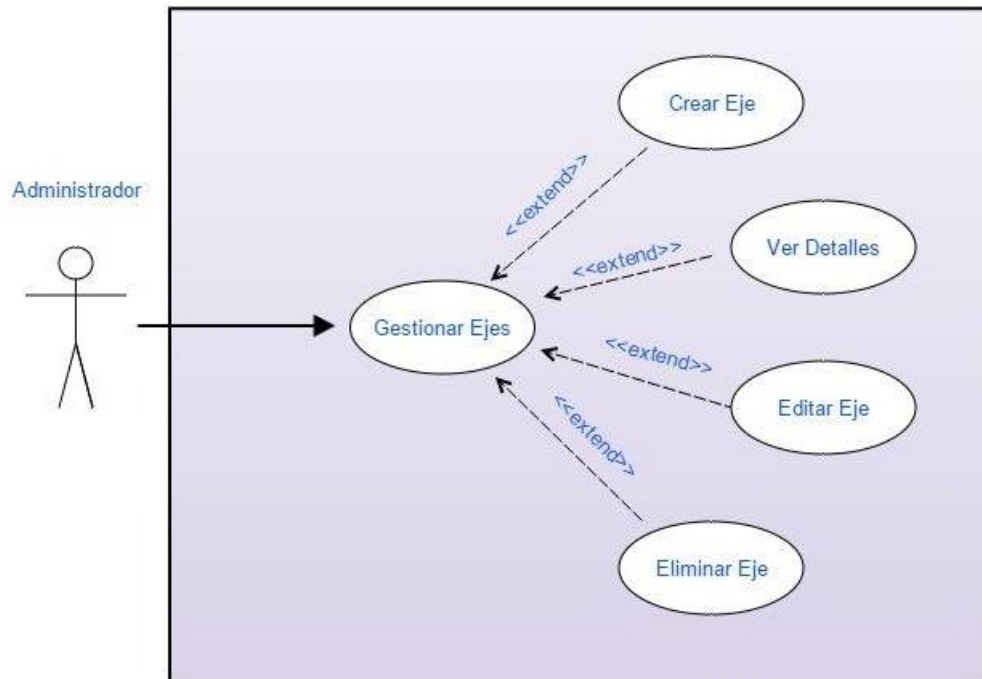 Crear Eje
<<extend>>
Administrador
Ver Detalles
<<extend>>
Gestionar Ejes
<<extend>>
Editar Eje
<<extend>>
Eliminar Eje